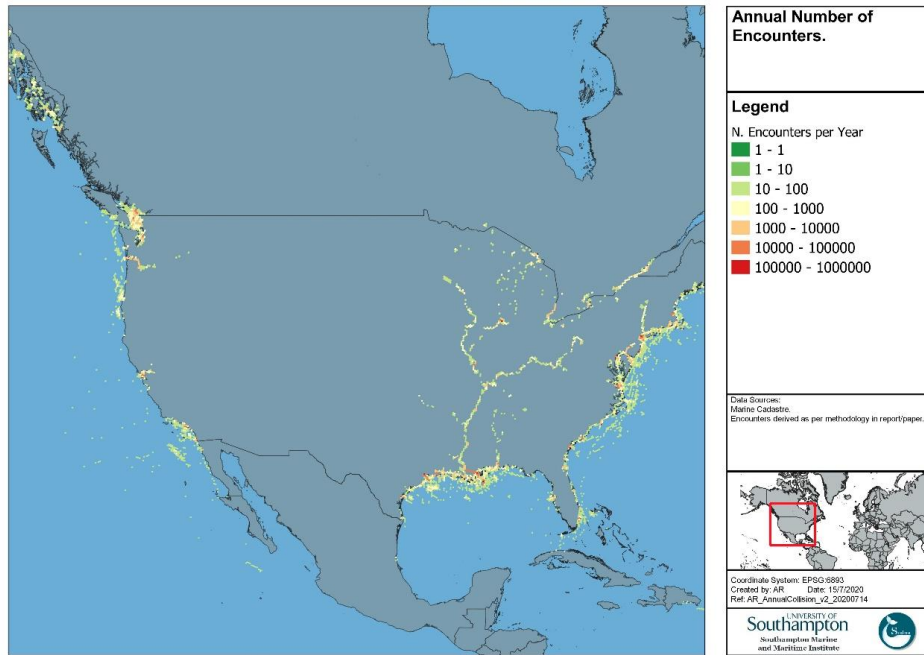 Annual Number of
Encounters.
Legend
N. Encounters per Year
1 - 1
1 - 10
10 - 100
100 - 1000
1000 - 10000
10000 - 100000
100000 - 1000000
Data Sources:
Marine Cadastre.
Encounters derived as per methodology in report/paper.
Coordinate System: EPSG:6893
Created by: AR Date: 15/7/2020
Ref: AR_AnnualCollision_v2_20200714
UNIVERSITY OF
Southampton
Southampton Marine
and Maritime Institute